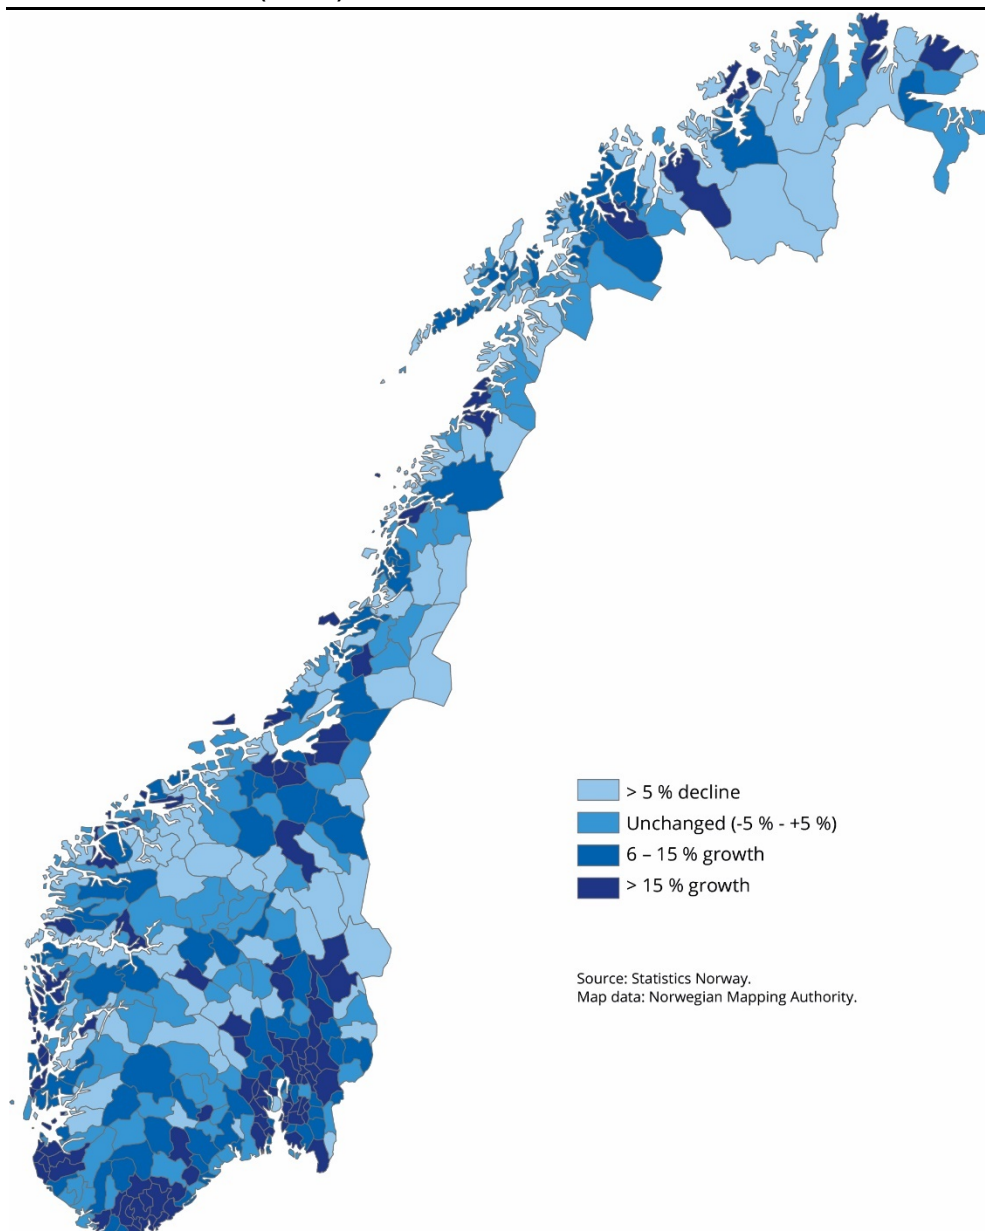 > 5 % decline
Unchanged (-5 % - +5 %)
6 – 15 % growth
> 15 % growth
Source: Statistics Norway.
Map data: Norwegian Mapping Authority.